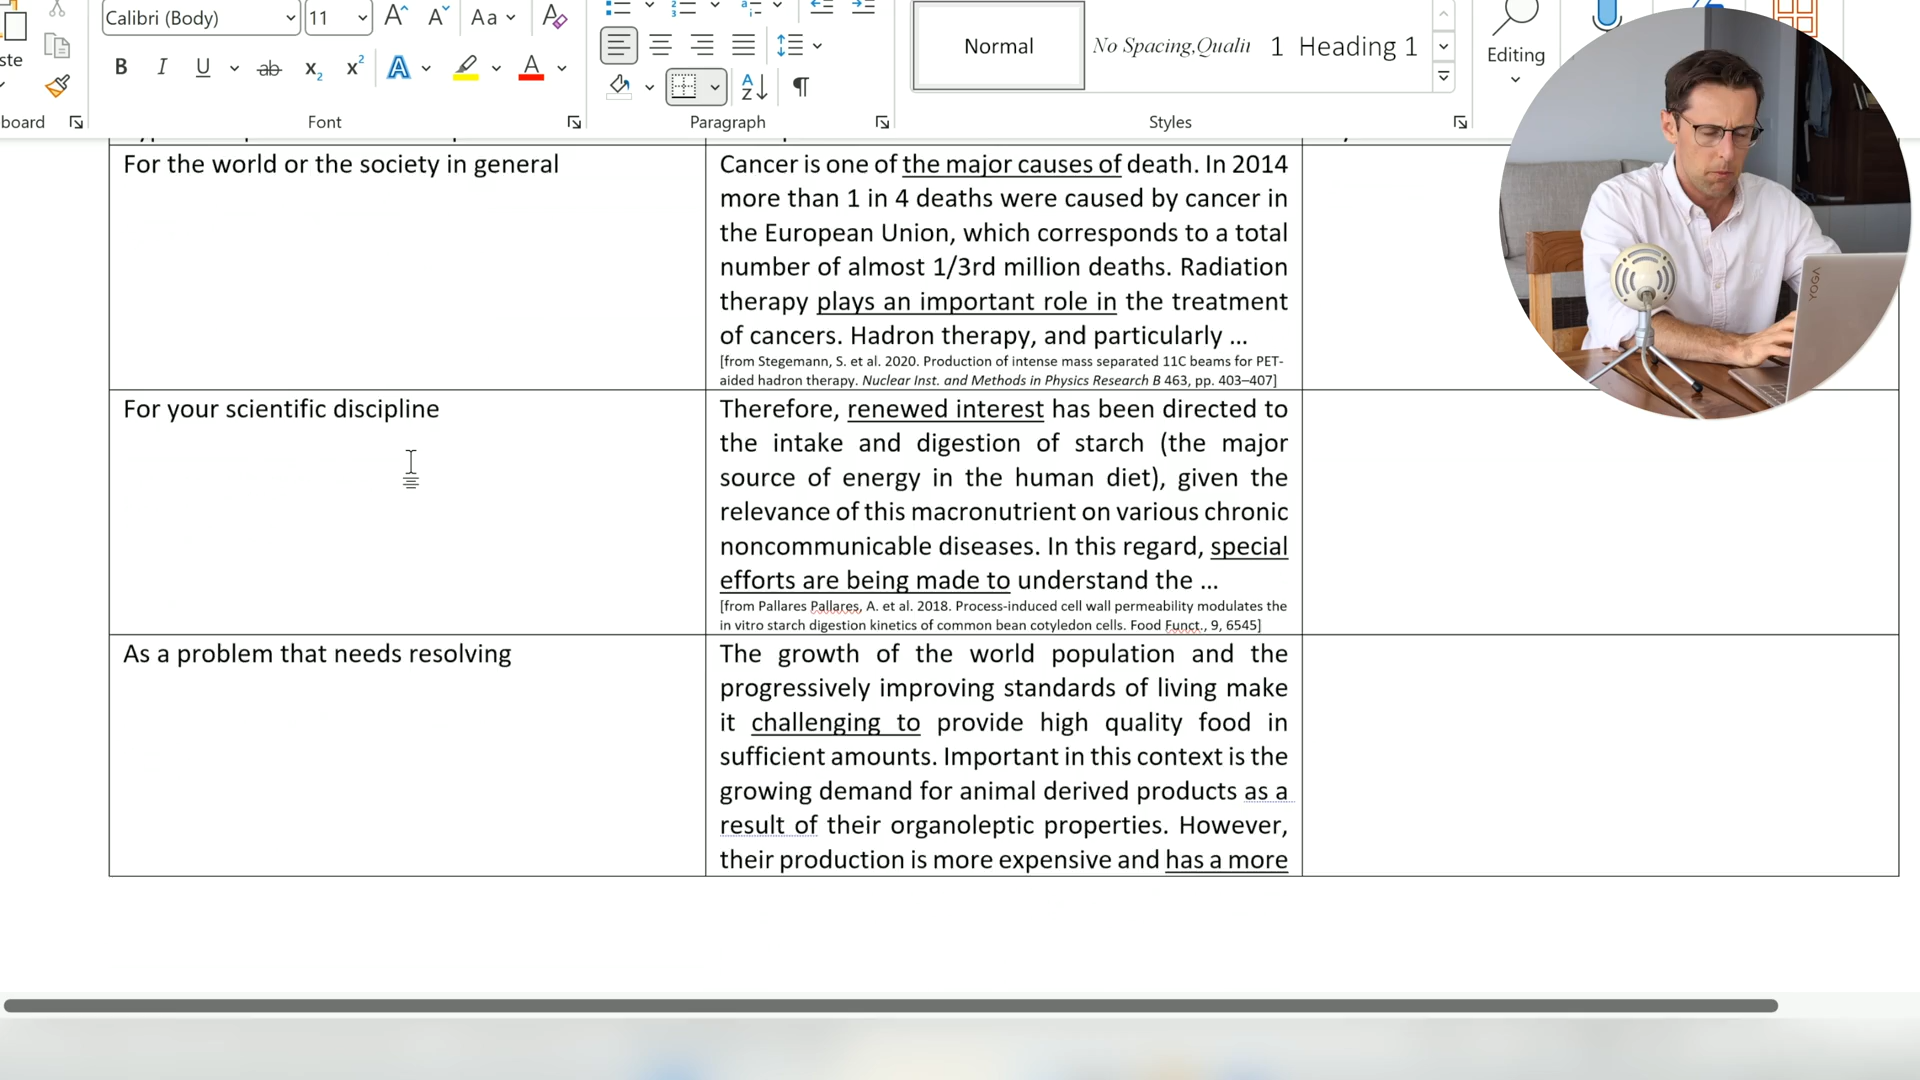 Calibri (Body)
11
Aa
Normal
No Spacing,Qualit
1 Heading 1
Editing
ste
board
Font
Paragraph
Styles
For the world or the society in general
Cancer is one of the major causes of death. In 2014
more than 1 in 4 deaths were caused by cancer in
the European Union, which corresponds to a total
number of almost 1/3rd million deaths. Radiation
therapy plays an important role in the treatment
of cancers. Hadron therapy, and particularly ...
[from Stegemann, S. et al. 2020. Production of intense mass separated 11C beams for PET-
aided hadron therapy. Nuclear Inst. and Methods in Physics Research B 463, pp. 403–407]
For your scientific discipline
Therefore, renewed interest has been directed to
the intake and digestion of starch (the major
source of energy in the human diet), given the
relevance of this macronutrient on various chronic
noncommunicable diseases. In this regard, special
efforts are being made to understand the ...
[from Pallares Pallares, A. et al. 2018. Process-induced cell wall permeability modulates the
in vitro starch digestion kinetics of common bean cotyledon cells. Food Funct., 9, 6545]
As a problem that needs resolving
The growth of the world population and the
progressively improving standards of living make
it challenging to provide high quality food in
sufficient amounts. Important in this context is the
growing demand for animal derived products as a
result of their organoleptic properties. However,
their production is more expensive and has a more
YOGA